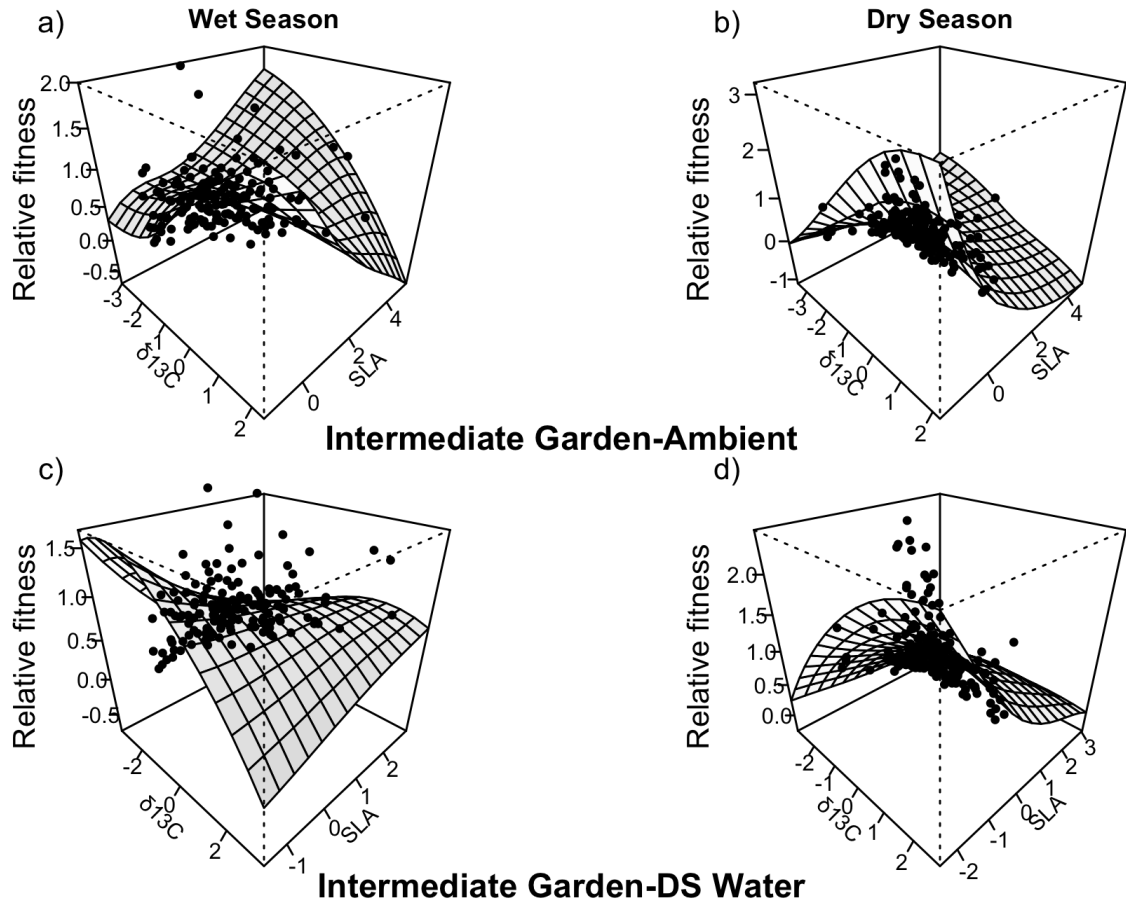 Wet Season
Dry Season
a)
b)
Relative fitness
2.0
1.5
1.0
0.5
0.0
-0.5
-3
-2
-1
0
1
2
δ13C
0
2
4
SLA
Relative fitness
3
2
1
0
-1
-3
-2
-1
0
1
2
δ13C
0
2
4
SLA
Intermediate Garden-Ambient
c)
d)
Relative fitness
1.5
1.0
0.5
0.0
-0.5
-2
0
2
δ13C
-1
0
1
2
SLA
Relative fitness
2.0
1.5
1.0
0.5
0.0
-2
-1
0
1
2
δ13C
-2
-1
0
1
2
3
SLA
Intermediate Garden-DS Water